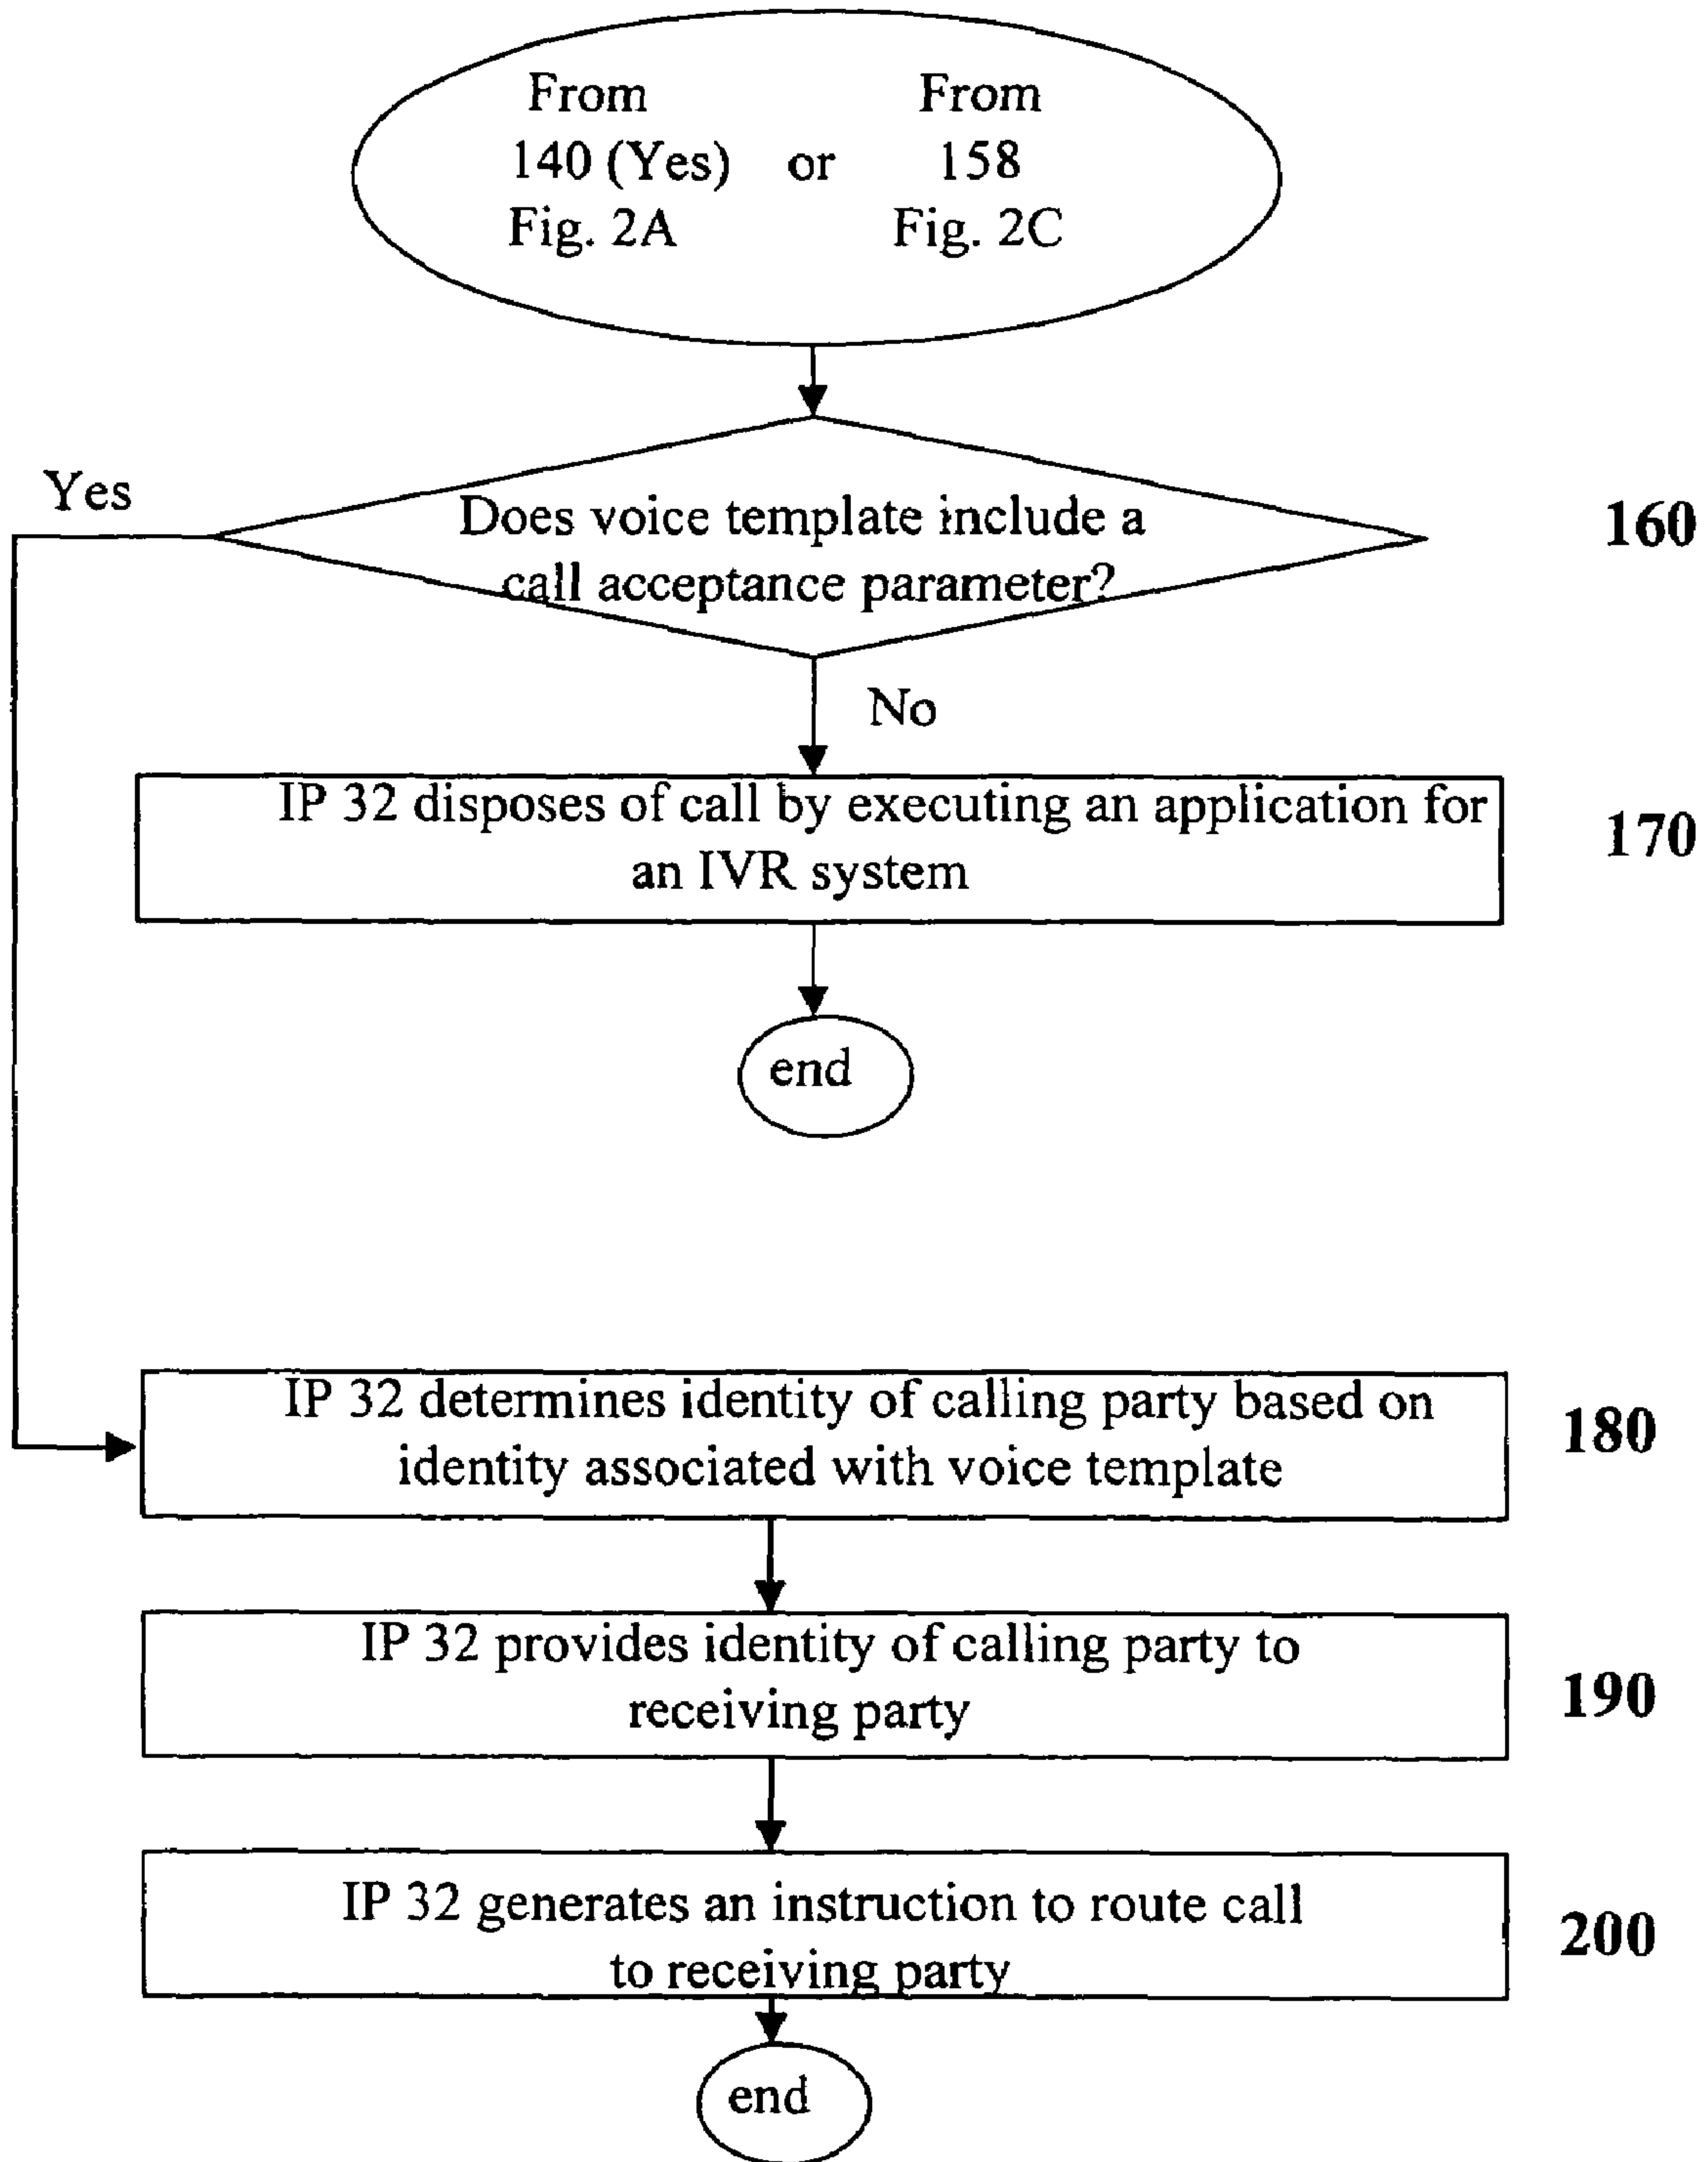 From From
140 (Yes) or 158
Fig. 2A Fig. 2C
Yes
Does voice template include a
call acceptance parameter?
160
No
IP 32 disposes of call by executing an application for
an IVR system
170
end
IP 32 determines identity of calling party based on
identity associated with voice template
180
IP 32 provides identity of calling party to
receiving party
190
IP 32 generates an instruction to route call
to receiving party
200
end